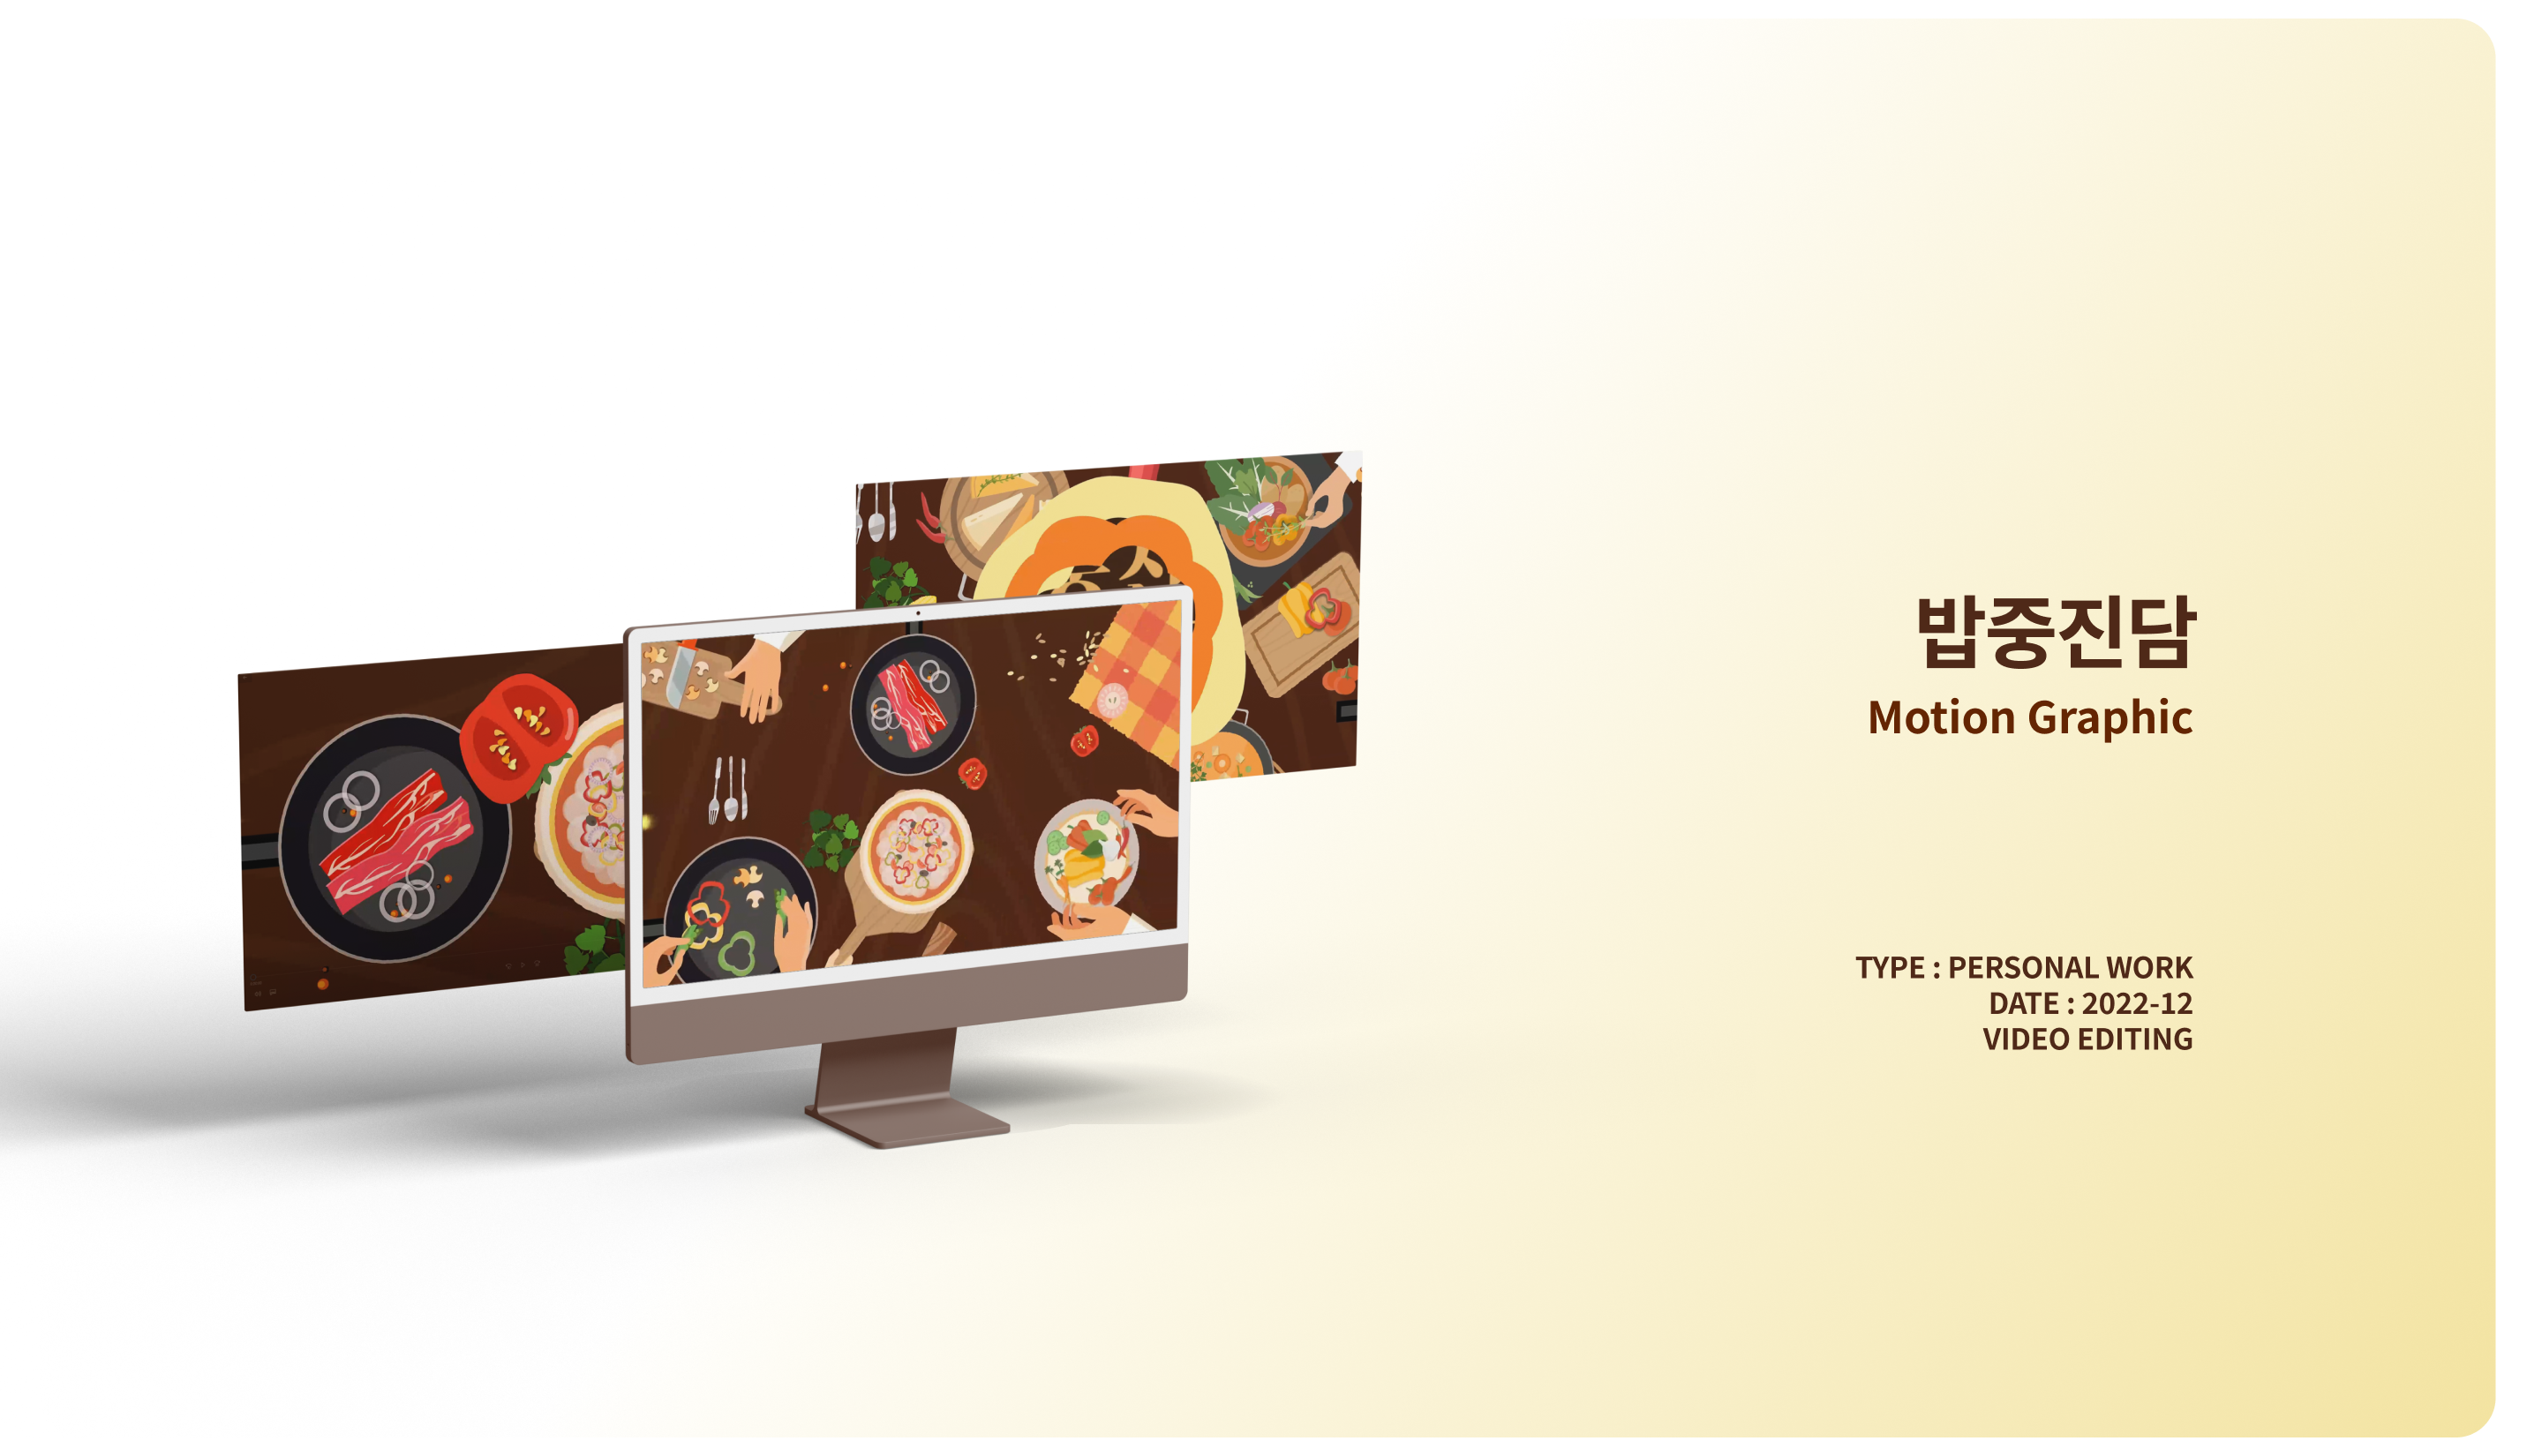 밥중진담
Motion Graphic
TYPE : PERSONAL WORK
DATE : 2022-12
VIDEO EDITING